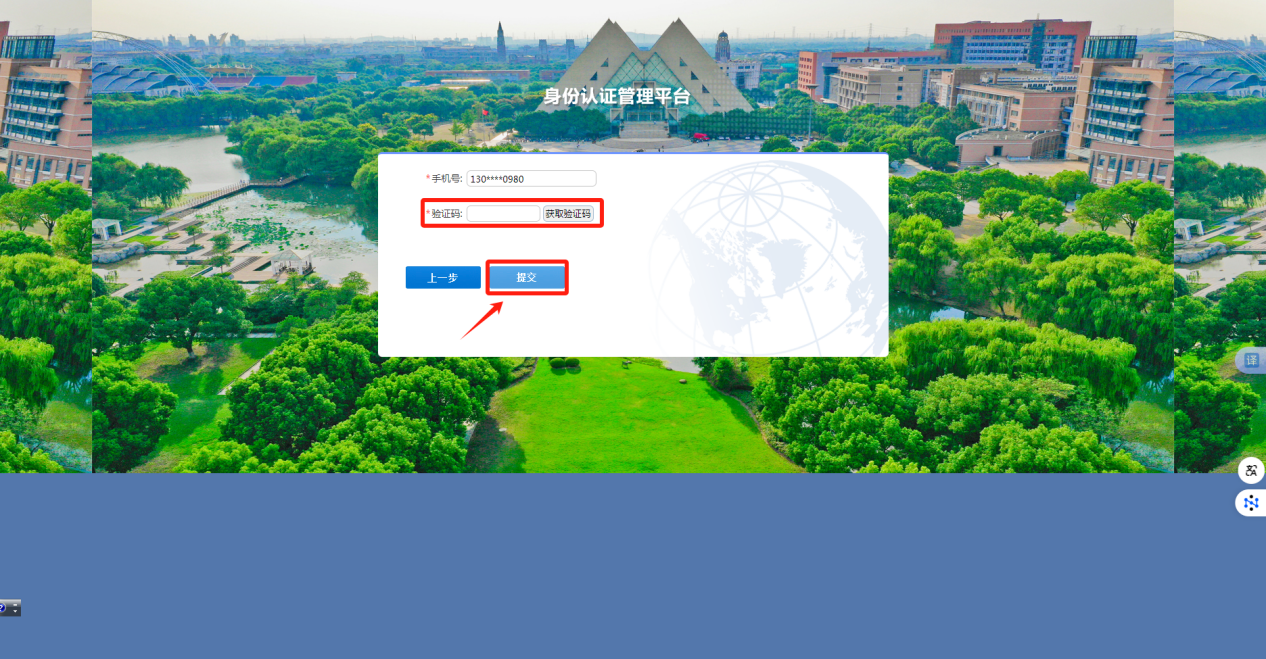 身份认证管理平台
*手机号: 130****0980
*验证码: 获取验证码
上一步 提交
译
?